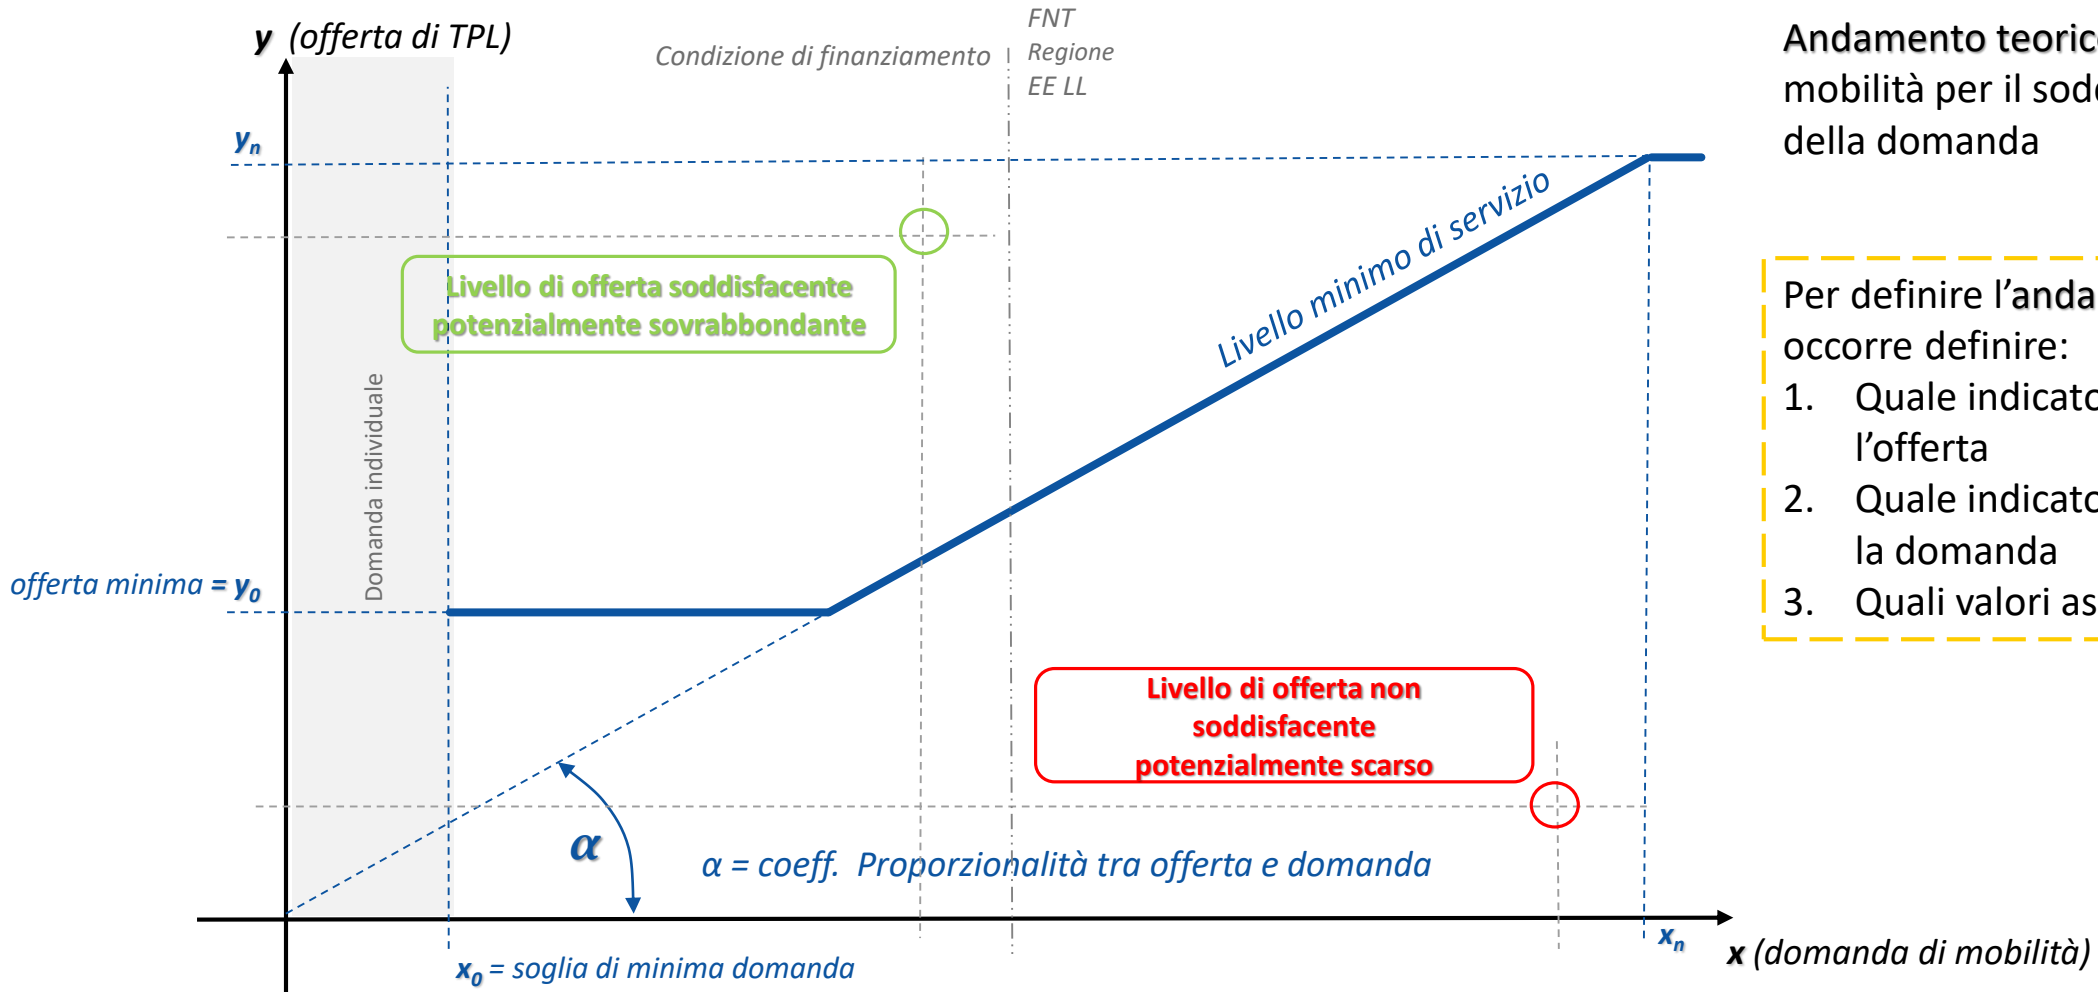 y (offerta di TPL)
Condizione di finanziamento
FNT
Regione
EE LL
yn
Livello di offerta soddisfacente
potenzialmente sovrabbondante
Livello minimo di servizio
Domanda individuale
offerta minima = y0
Livello di offerta non
soddisfacente
potenzialmente scarso
α
α = coeff. Proporzionalità tra offerta e domanda
x0 = soglia di minima domanda
xn
x (domanda di mobilità)
Andamento teoric
mobilità per il sod
della domanda
Per definire l’anda
occorre definire:
1. Quale indicato
l’offerta
2. Quale indicato
la domanda
3. Quali valori as